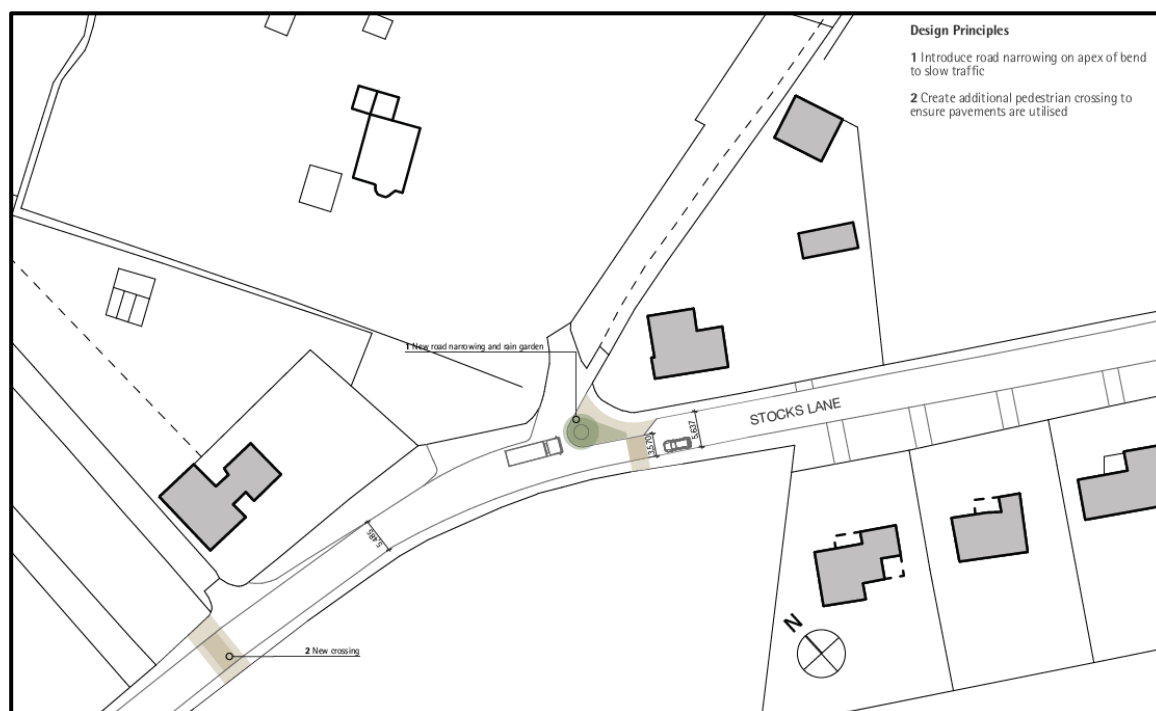 Design Principles
1 Introduce road narrowing on apex of bend
to slow traffic
2 Create additional pedestrian crossing to
ensure pavements are utilised
1 New road narrowing and rain garden
STOCKS LANE
5,637
3,570
5,485
2 New crossing
N